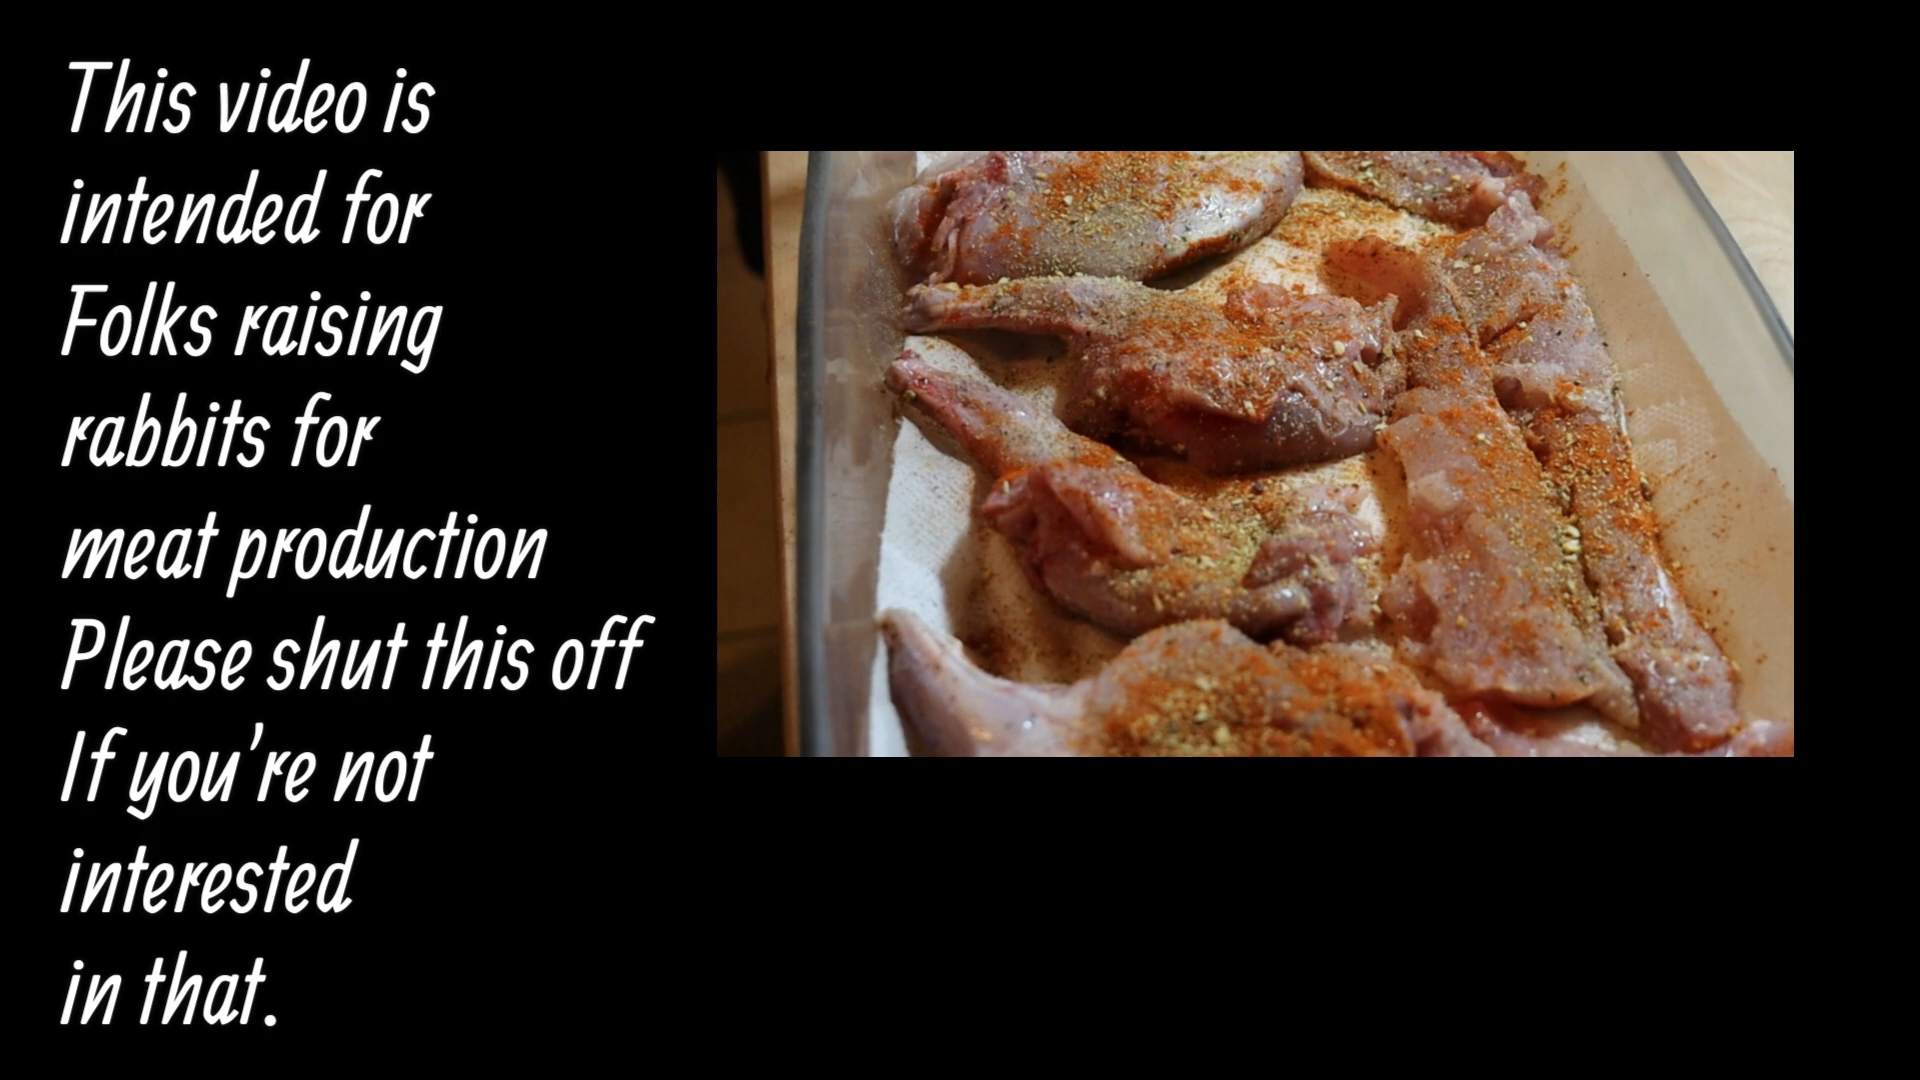 This video is
intended for
Folks raising
rabbits for
meat production
Please shut this off
If you're not
interested
in that.